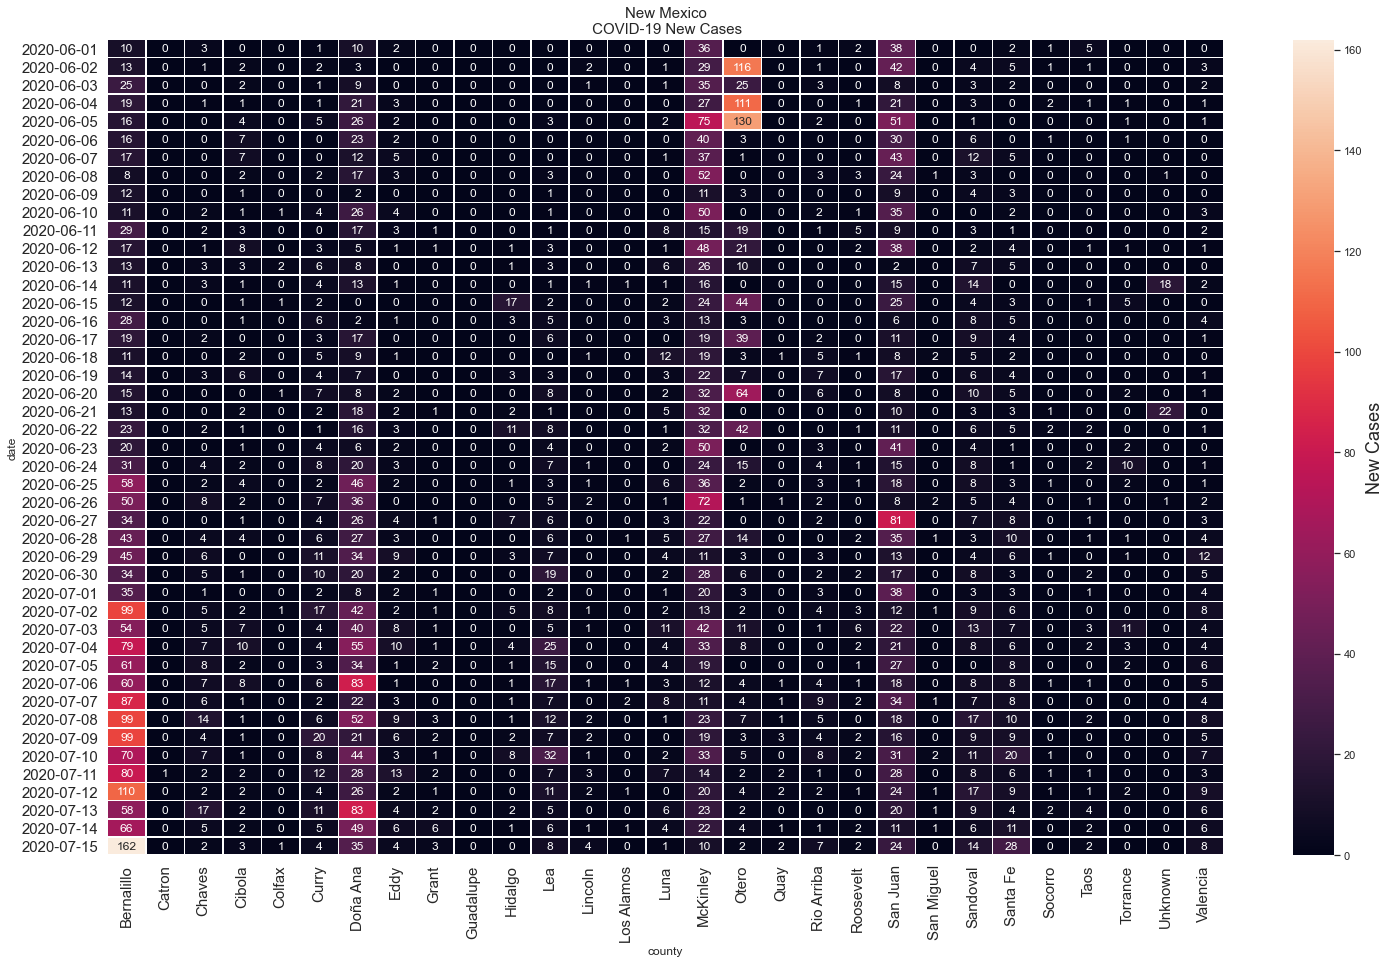 New Mexico
COVID-19 New Cases
2020-06-01 10 0 3 0 0 1 10 2 0 0 0 0 0 0 0 36 0 0 1 2 38 0 0 2 1 5 0 0 0
2020-06-02 13 0 1 2 0 2 3 0 0 0 0 0 2 0 1 29 116 0 1 0 42 0 4 5 1 1 0 0 3
2020-06-03 25 0 0 2 0 1 9 0 0 0 0 0 1 0 1 35 25 0 3 0 8 0 3 2 0 0 0 0 2
2020-06-04 19 0 1 1 0 1 21 3 0 0 0 0 0 0 0 27 111 0 0 1 21 0 3 0 2 1 1 0 1
2020-06-05 16 0 0 4 0 5 26 2 0 0 0 3 0 0 2 75 130 0 2 0 51 0 1 0 0 0 1 0 1
2020-06-06 16 0 0 7 0 0 23 2 0 0 0 0 0 0 0 40 3 0 0 0 30 0 6 0 1 0 1 0 0
2020-06-07 17 0 0 7 0 0 12 5 0 0 0 0 0 0 1 37 1 0 0 0 43 0 12 5 0 0 0 0 0
2020-06-08 8 0 0 2 0 2 17 3 0 0 0 3 0 0 1 52 0 0 3 3 24 1 3 0 0 0 0 1 0
2020-06-09 12 0 0 1 0 0 2 0 0 0 0 1 0 0 0 11 3 0 0 0 9 0 4 3 0 0 0 0 0
2020-06-10 11 0 2 1 1 4 26 4 0 0 0 1 0 0 0 50 0 0 2 1 35 0 0 2 0 0 0 0 3
2020-06-11 29 0 2 3 0 0 17 3 1 0 0 1 0 0 8 15 19 0 1 5 9 0 3 1 0 0 0 0 2
2020-06-12 17 0 1 8 0 3 5 1 1 0 1 3 0 0 1 48 21 0 0 2 38 0 2 4 0 1 1 0 1
2020-06-13 13 0 3 3 2 6 8 0 0 0 1 3 0 0 6 26 10 0 0 0 2 0 7 5 0 0 0 0 0
2020-06-14 11 0 3 1 0 4 13 1 0 0 0 1 1 1 1 16 0 0 0 0 15 0 14 0 0 0 0 18 2
2020-06-15 12 0 0 1 1 2 0 0 0 0 17 2 0 0 2 24 44 0 0 0 25 0 4 3 0 1 5 0 0
2020-06-16 28 0 0 1 0 6 2 1 0 0 3 5 0 0 3 13 3 0 0 0 6 0 8 5 0 0 0 0 4
2020-06-17 19 0 2 0 0 3 17 0 0 0 0 6 0 0 0 19 39 0 2 0 11 0 9 4 0 0 0 0 1
2020-06-18 11 0 0 2 0 5 9 1 0 0 0 0 1 0 12 19 3 1 5 1 8 2 5 2 0 0 0 0 0
2020-06-19 14 0 3 6 0 4 7 0 0 0 3 3 0 0 3 22 7 0 7 0 17 0 6 4 0 0 0 0 1
2020-06-20 15 0 0 0 1 7 8 2 0 0 0 8 0 0 2 32 64 0 6 0 8 0 10 5 0 0 2 0 1
2020-06-21 13 0 0 2 0 2 18 2 1 0 2 1 0 0 5 32 0 0 0 0 10 0 3 3 1 0 0 22 0
2020-06-22 23 0 2 1 0 1 16 3 0 0 11 8 0 0 1 32 42 0 0 1 11 0 6 5 2 2 0 0 1
2020-06-23 20 0 0 1 0 4 6 2 0 0 0 4 0 0 2 50 0 0 3 0 41 0 4 1 0 0 2 0 0
2020-06-24 31 0 4 2 0 8 20 3 0 0 0 7 1 0 0 24 15 0 4 1 15 0 8 1 0 2 10 0 1
2020-06-25 58 0 2 4 0 2 46 2 0 0 1 3 1 0 6 36 2 0 3 1 18 0 8 3 1 0 2 0 1
2020-06-26 50 0 8 2 0 7 36 0 0 0 0 5 2 0 1 72 1 1 2 0 8 2 5 4 0 1 0 1 2
2020-06-27 34 0 0 1 0 4 26 4 1 0 7 6 0 0 3 22 0 0 2 0 81 0 7 8 0 1 0 0 3
2020-06-28 43 0 4 4 0 6 27 3 0 0 0 6 0 1 5 27 14 0 0 2 35 1 3 10 0 1 1 0 4
2020-06-29 45 0 6 0 0 11 34 9 0 0 3 7 0 0 4 11 3 0 3 0 13 0 4 6 1 0 1 0 12
2020-06-30 34 0 5 1 0 10 20 2 0 0 0 19 0 0 2 28 6 0 2 2 17 0 8 3 0 2 0 0 5
2020-07-01 35 0 1 0 0 2 8 2 1 0 0 2 0 0 1 20 3 0 3 0 38 0 3 3 0 1 0 0 4
2020-07-02 99 0 5 2 1 17 42 2 1 0 5 8 1 0 2 13 2 0 4 3 12 1 9 6 0 0 0 0 8
2020-07-03 54 0 5 7 0 4 40 8 1 0 0 5 1 0 11 42 11 0 1 6 22 0 13 7 0 3 11 0 4
2020-07-04 79 0 7 10 0 4 55 10 1 0 4 25 0 0 4 33 8 0 0 2 21 0 8 6 0 2 3 0 4
2020-07-05 61 0 8 2 0 3 34 1 2 0 1 15 0 0 4 19 0 0 0 1 27 0 0 8 0 0 2 0 6
2020-07-06 60 0 7 8 0 6 83 1 0 0 1 17 1 1 3 12 4 1 4 1 18 0 8 8 1 1 0 0 5
2020-07-07 87 0 6 1 0 2 22 3 0 0 1 7 0 2 8 11 4 1 9 2 34 1 7 8 0 0 0 0 4
2020-07-08 99 0 14 1 0 6 52 9 3 0 1 12 2 0 1 23 7 1 5 0 18 0 17 10 0 2 0 0 8
2020-07-09 99 0 4 1 0 20 21 6 2 0 2 7 2 0 0 19 3 3 4 2 16 0 9 9 0 0 0 0 5
2020-07-10 70 0 7 1 0 8 44 3 1 0 8 32 1 0 2 33 5 0 8 2 31 2 11 20 1 0 0 0 7
2020-07-11 80 1 2 2 0 12 28 13 2 0 0 7 3 0 7 14 2 2 1 0 28 0 8 6 1 1 0 0 3
2020-07-12 110 0 2 2 0 4 26 2 1 0 0 11 2 1 0 20 4 2 2 1 24 1 17 9 1 1 2 0 9
2020-07-13 58 0 17 2 0 11 83 4 2 0 2 5 0 0 6 23 2 0 0 0 20 1 9 4 2 4 0 0 6
2020-07-14 66 0 5 2 0 5 49 6 6 0 1 6 1 1 4 22 4 1 1 2 11 1 6 11 0 2 0 0 6
2020-07-15 162 0 2 3 1 4 35 4 3 0 0 8 4 0 1 10 2 2 7 2 24 0 14 28 0 2 0 0 8
date
Bernalillo Catron Chaves Cibola Colfax Curry Doña Ana Eddy Grant Guadalupe Hidalgo Lea Lincoln Los Alamos Luna McKinley Otero Quay Rio Arriba Roosevelt San Juan San Miguel Sandoval Santa Fe Socorro Taos Torrance Unknown Valencia
county
160
140
120
100
80
60
40
20
0
New Cases